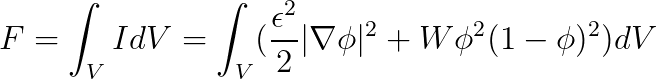 $F = \int_V I dV = \int_V (\frac{\epsilon^2}{2} |\nabla \phi|^2 + W \phi^2 (1 - \phi)^2) dV$